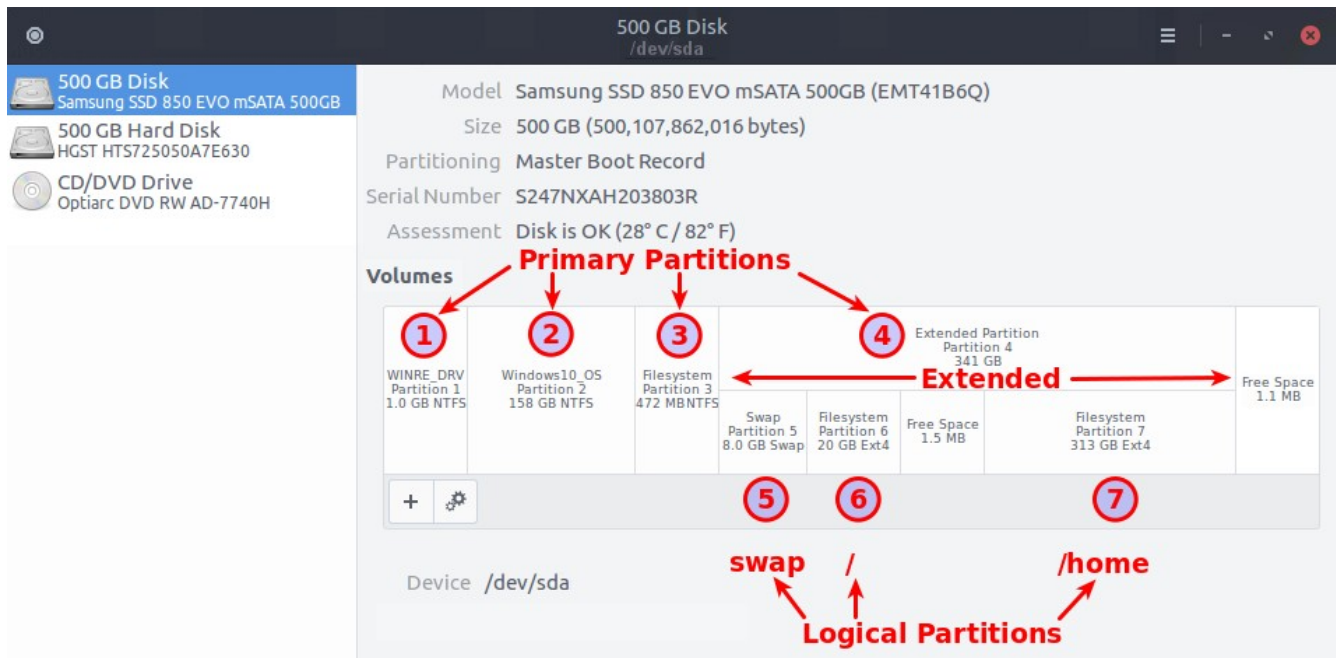 500 GB Disk
/dev/sda
500 GB Disk
Samsung SSD 850 EVO mSATA 500GB
500 GB Hard Disk
HGST HTS725050A7E630
CD/DVD Drive
Optiarc DVD RW AD-7740H
Model Samsung SSD 850 EVO mSATA 500GB (EMT41B6Q)
Size 500 GB (500,107,862,016 bytes)
Partitioning Master Boot Record
Serial Number S247NXAH203803R
Assessment Disk is OK (28° C / 82° F)
Primary Partitions
Volumes
1
2
3
4
WINRE_DRV
Partition 1
1.0 GB NTFS
Windows10_OS
Partition 2
158 GB NTFS
Filesystem
Partition 3
472 MB NTFS
Extended Partition
Partition 4
341 GB
Extended
Swap
Partition 5
8.0 GB Swap
Filesystem
Partition 6
20 GB Ext4
Free Space
1.5 MB
Filesystem
Partition 7
313 GB Ext4
Free Space
1.1 MB
+
5
6
7
swap
/
/home
Device /dev/sda
Logical Partitions